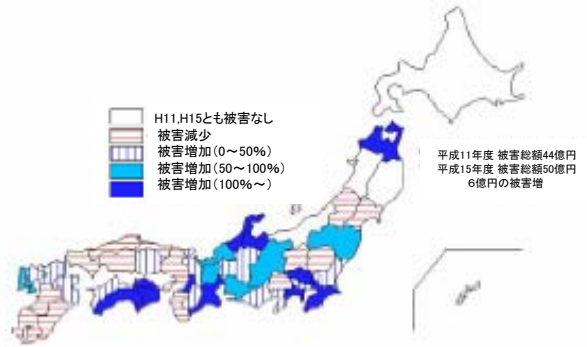 H11,H15とも被害なし
被害減少
被害増加(0～50%)
被害増加(50～100%)
被害増加(100%～)
平成11年度 被害総額44億円
平成15年度 被害総額50億円
6億円の被害増